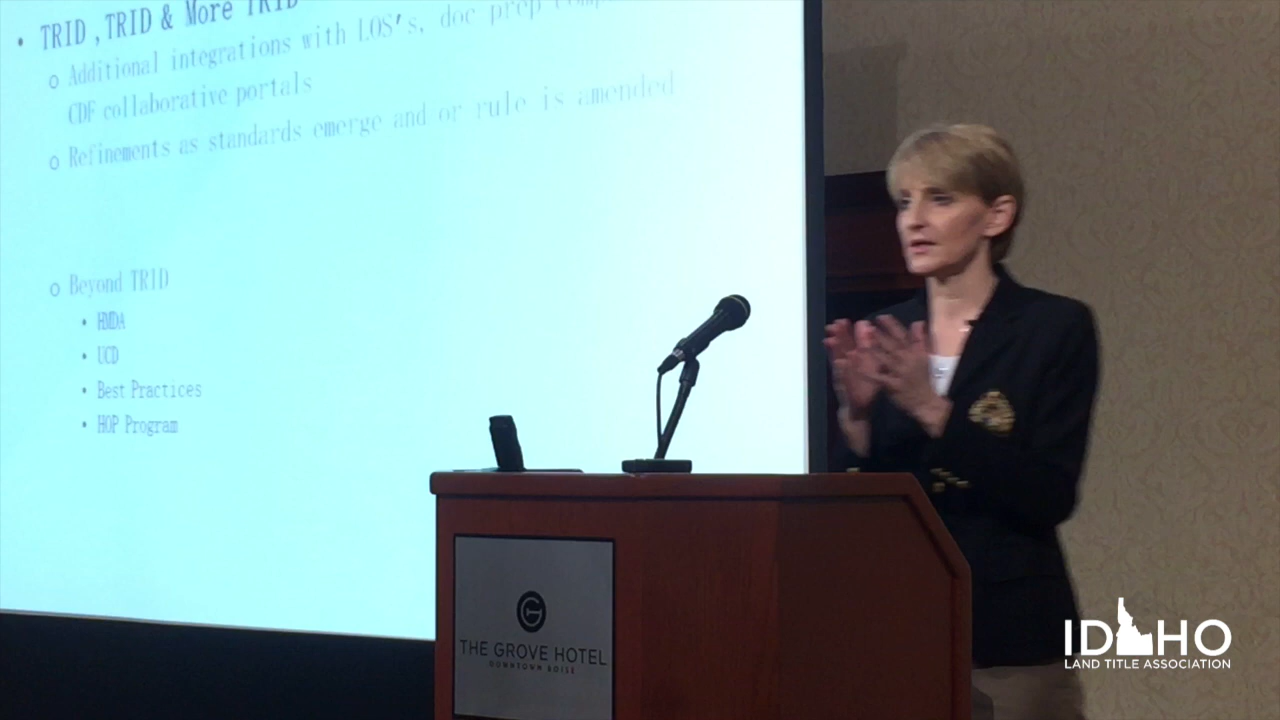 • TRID , TRID & More TRID
o Additional integrations with LOS's, doc prep
CDF collaborative portals
o Refinements as standards emerge and or rule is amended
o Beyond TRID
• HMDA
• UCD
• Best Practices
• HOP Program
G
THE GROVE HOTEL
DOWNTOWN BOISE
IDAHO
LAND TITLE ASSOCIATION